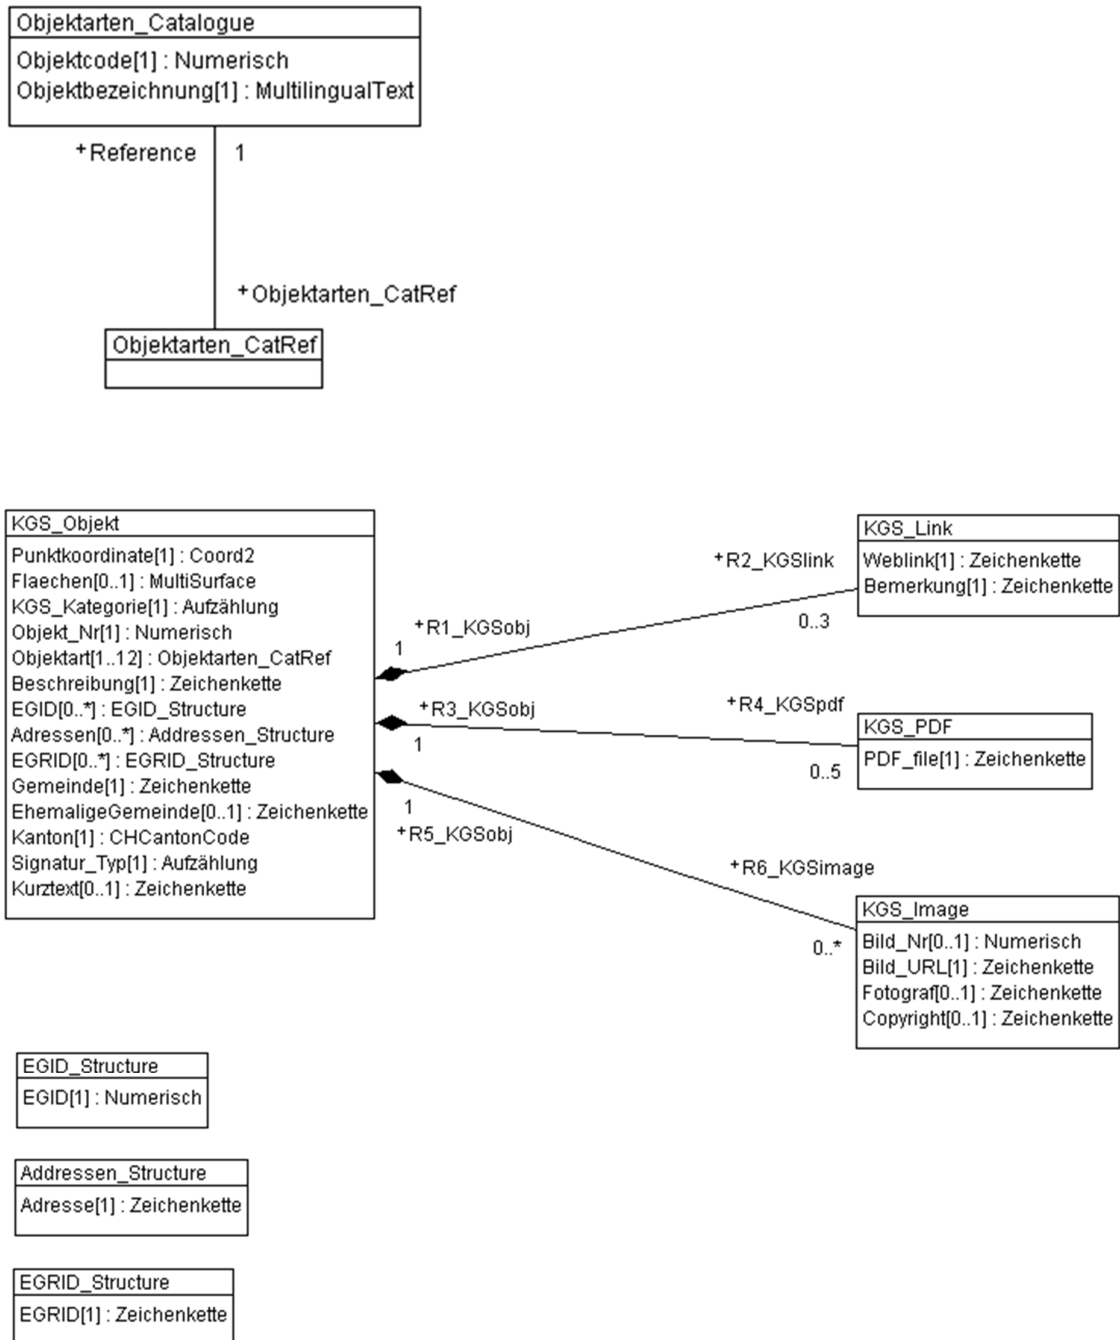 Objektarten_Catalogue
Objektcode[1] : Numerisch
Objektbezeichnung[1] : MultilingualText
+Reference 1
+Objektarten_CatRef
Objektarten_CatRef
KGS_Objekt
Punktkoordinate[1] : Coord2
Flaechen[0..1] : MultiSurface
KGS_Kategorie[1] : Aufzählung
Objekt_Nr[1] : Numerisch
Objektart[1..12] : Objektarten_CatRef
Beschreibung[1] : Zeichenkette
EGID[0..*] : EGID_Structure
Adressen[0..*] : Addressen_Structure
EGRID[0..*] : EGRID_Structure
Gemeinde[1] : Zeichenkette
EhemaligeGemeinde[0..1] : Zeichenkette
Kanton[1] : CHCantonCode
Signatur_Typ[1] : Aufzählung
Kurztext[0..1] : Zeichenkette
+R1_KGSobj
1
+R2_KGSlink
0..3
KGS_Link
Weblink[1] : Zeichenkette
Bemerkung[1] : Zeichenkette
+R3_KGSobj
1
+R4_KGSpdf
0..5
KGS_PDF
PDF_file[1] : Zeichenkette
1
+R5_KGSobj
+R6_KGSimage
0..*
KGS_Image
Bild_Nr[0..1] : Numerisch
Bild_URL[1] : Zeichenkette
Fotograf[0..1] : Zeichenkette
Copyright[0..1] : Zeichenkette
EGID_Structure
EGID[1] : Numerisch
Addressen_Structure
Adresse[1] : Zeichenkette
EGRID_Structure
EGRID[1] : Zeichenkette